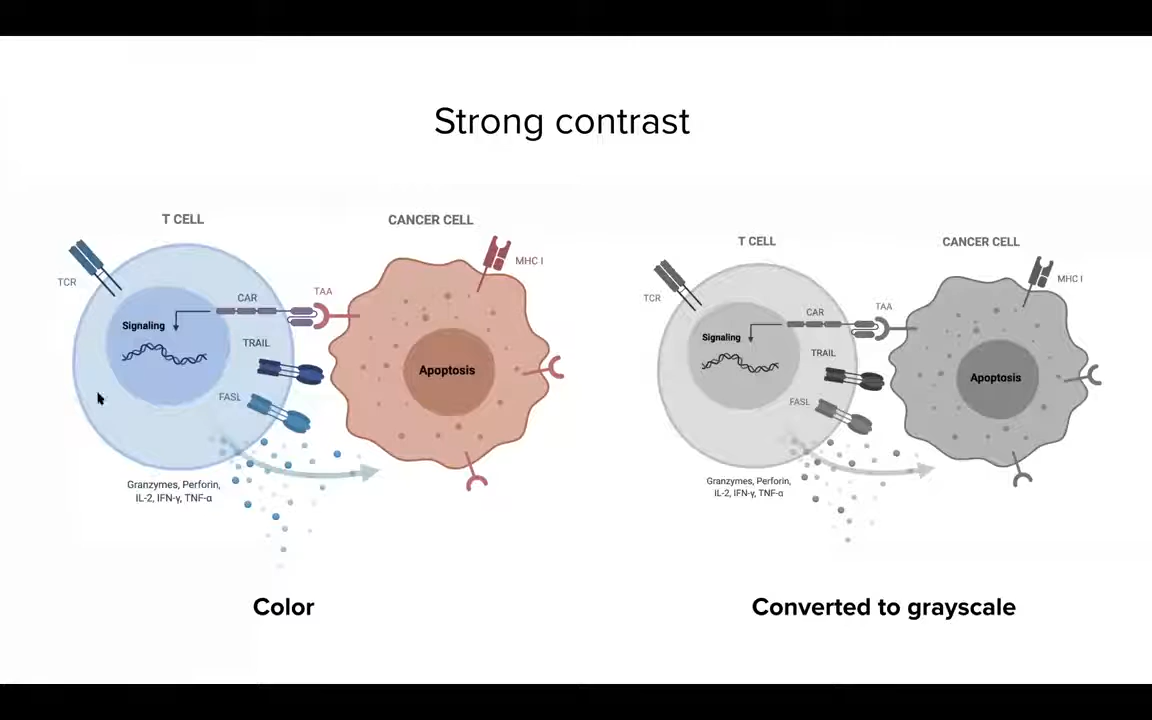 Strong contrast
T CELL
CANCER CELL
TCR
MHC I
CAR
TAA
Signaling
TRAIL
Apoptosis
FASL
Granzymes, Perforin,
IL-2, IFN-γ, TNF-α
Color
T CELL
CANCER CELL
TCR
MHC I
CAR
TAA
Signaling
TRAIL
Apoptosis
FASL
Granzymes, Perforin,
IL-2, IFN-γ, TNF-α
Converted to grayscale